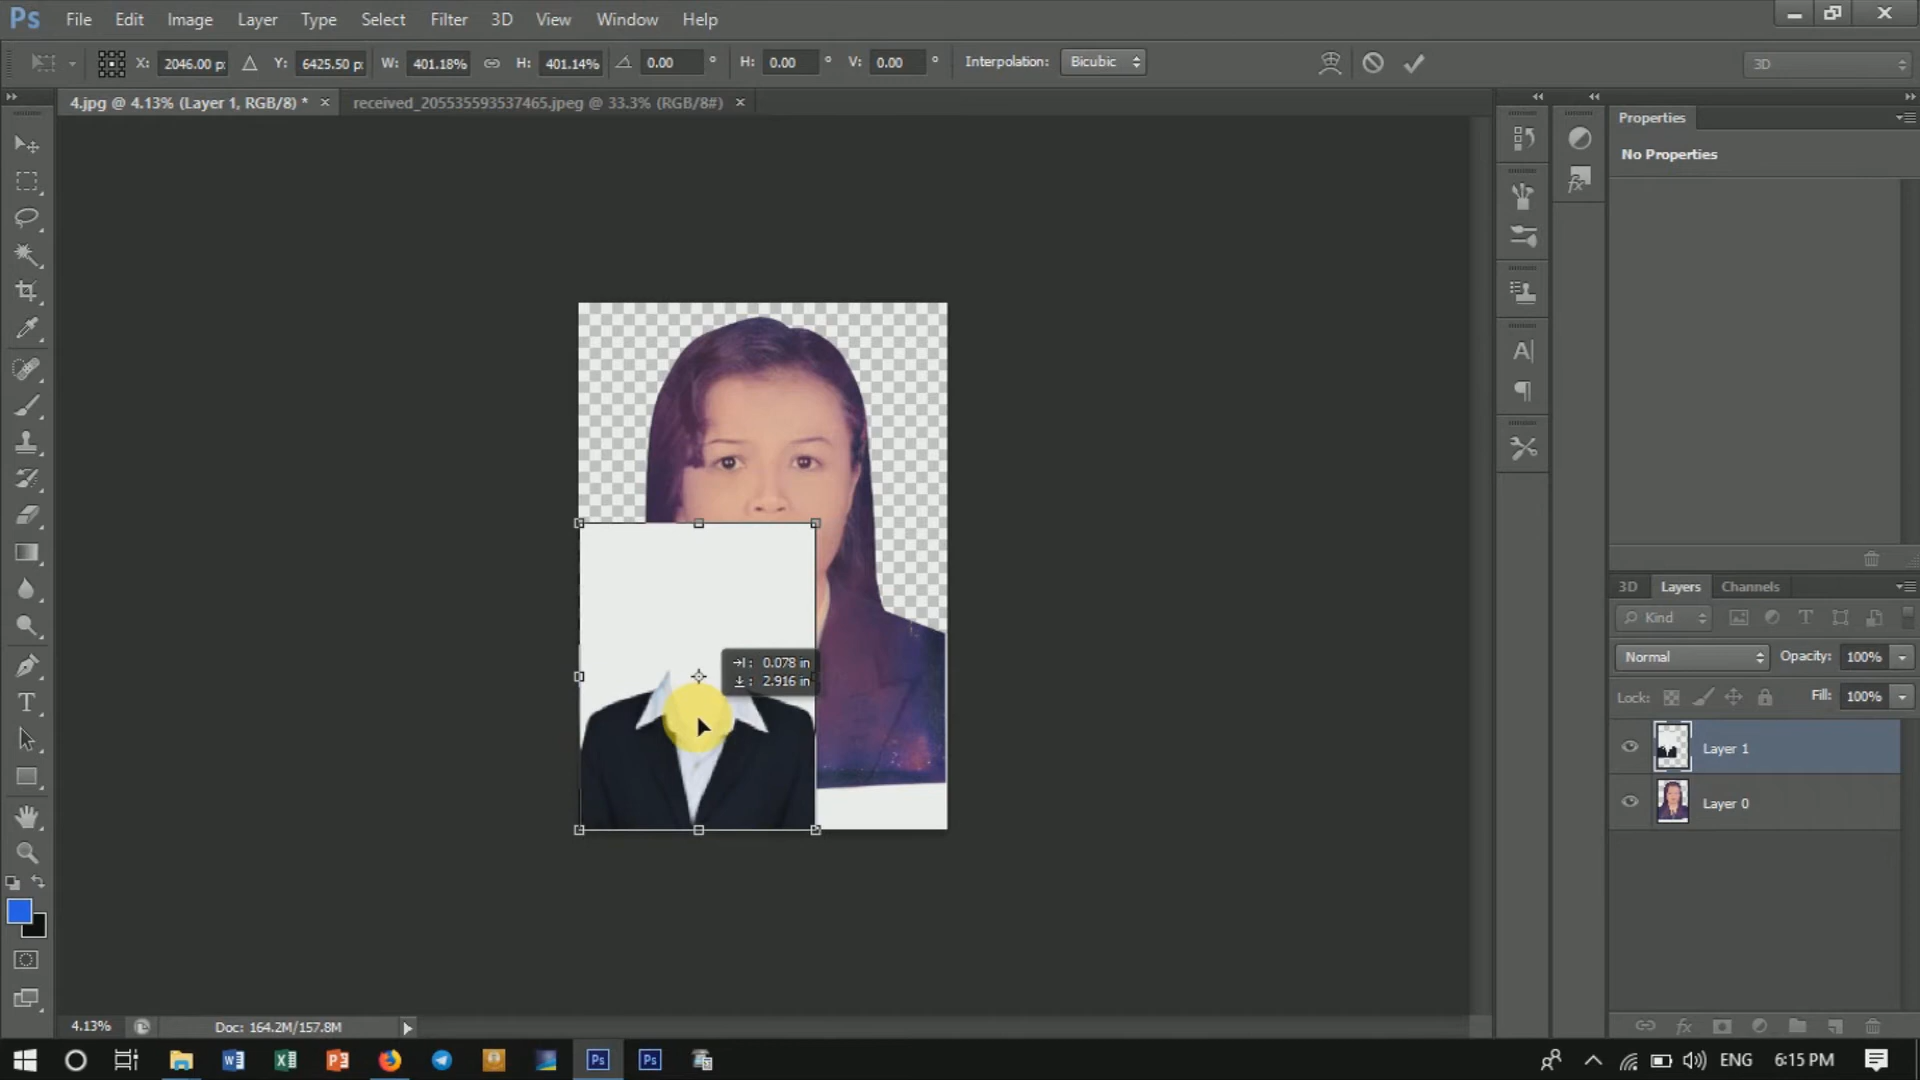 Ps File Edit Image Layer Type Select Filter 3D View Window Help
X: 2046.00 p Y: 6425.50 p W: 401.18% H: 401.14% 0.00 ° H: 0.00 ° V: 0.00 ° Interpolation: Bicubic 3D
4.jpg @ 4.13% (Layer 1, RGB/8) * × received_205535593537465.jpeg @ 33.3% (RGB/8#) ×
Properties
No Properties
0.078 in
2.916 in
3D Layers Channels
Kind
Normal Opacity: 100%
Lock: Fill: 100%
Layer 1
Layer 0
4.13% Doc: 164.2M/157.8M
ENG 6:15 PM